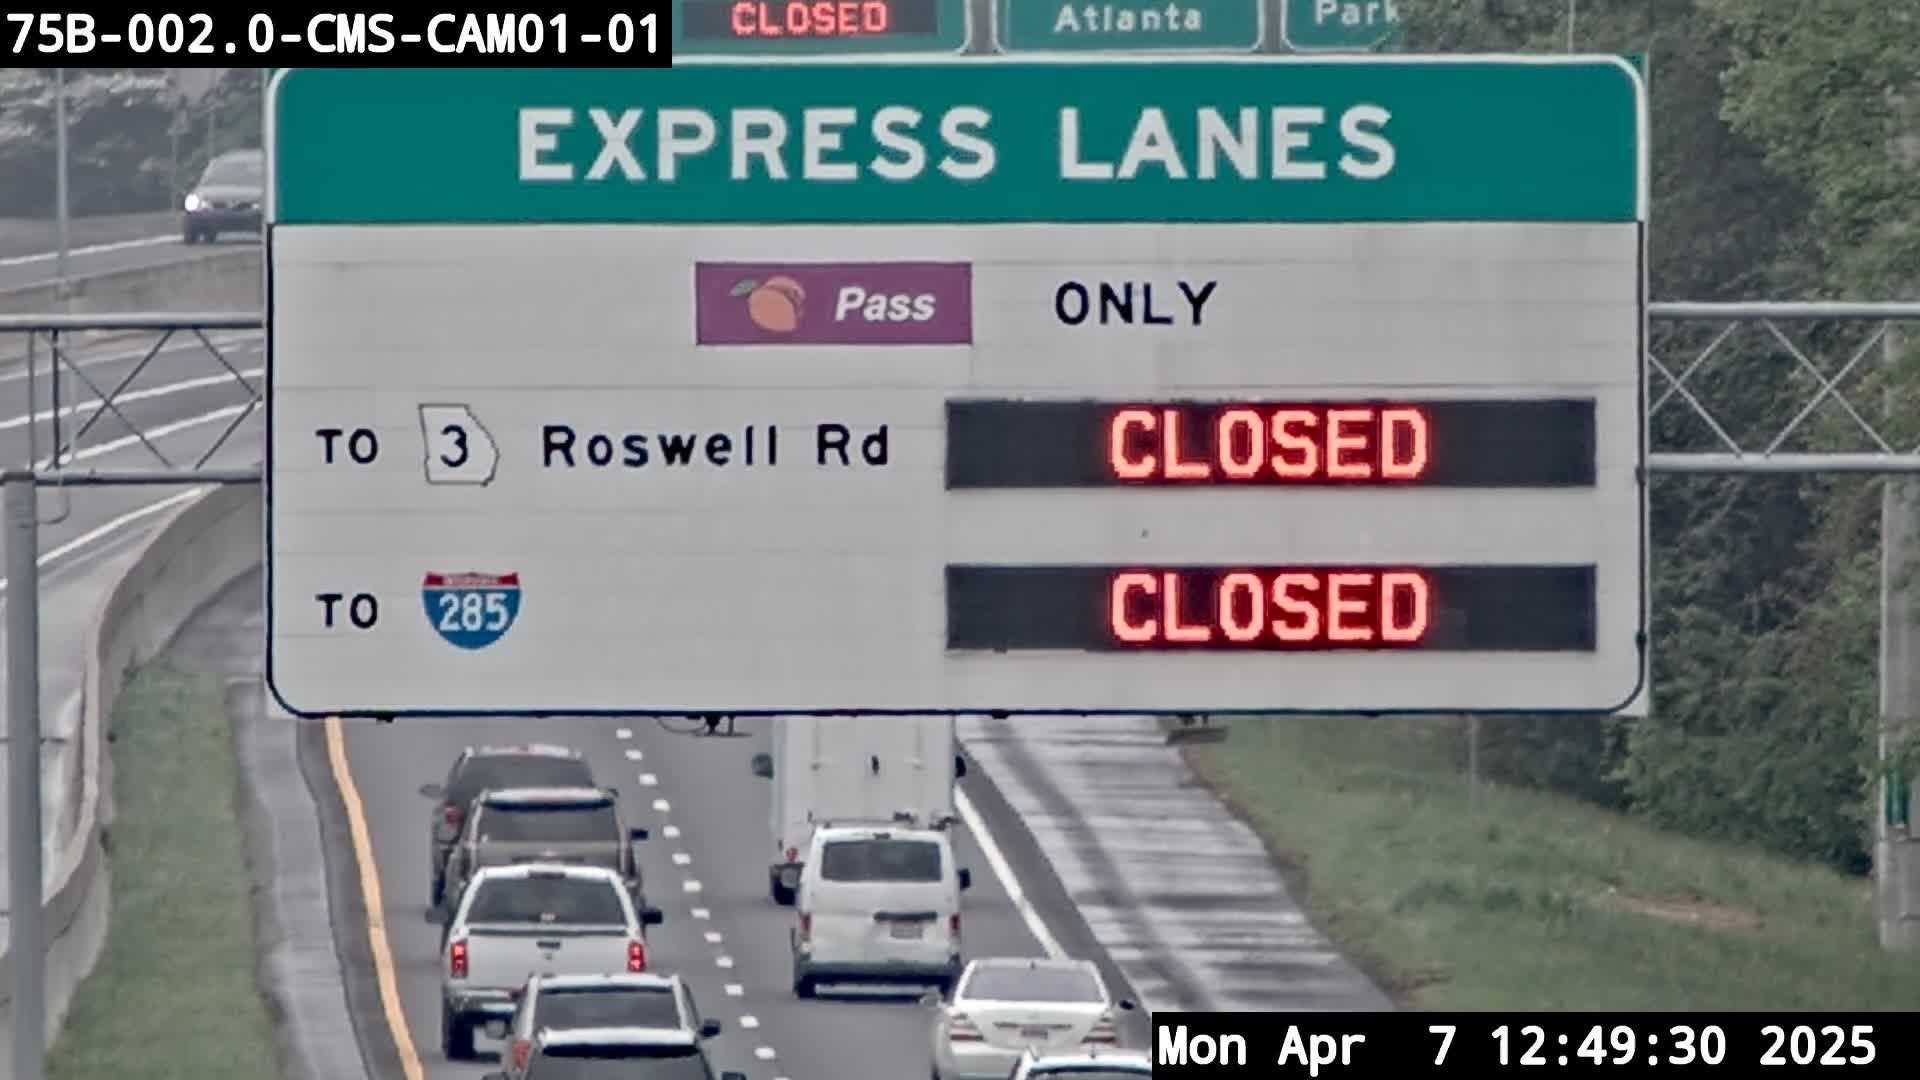 75B-002.0-CMS-CAM01-01
CLOSED
Atlanta
Park
EXPRESS LANES
Pass ONLY
TO 3 Roswell Rd CLOSED
TO 285 CLOSED
Mon Apr 7 12:49:30 2025